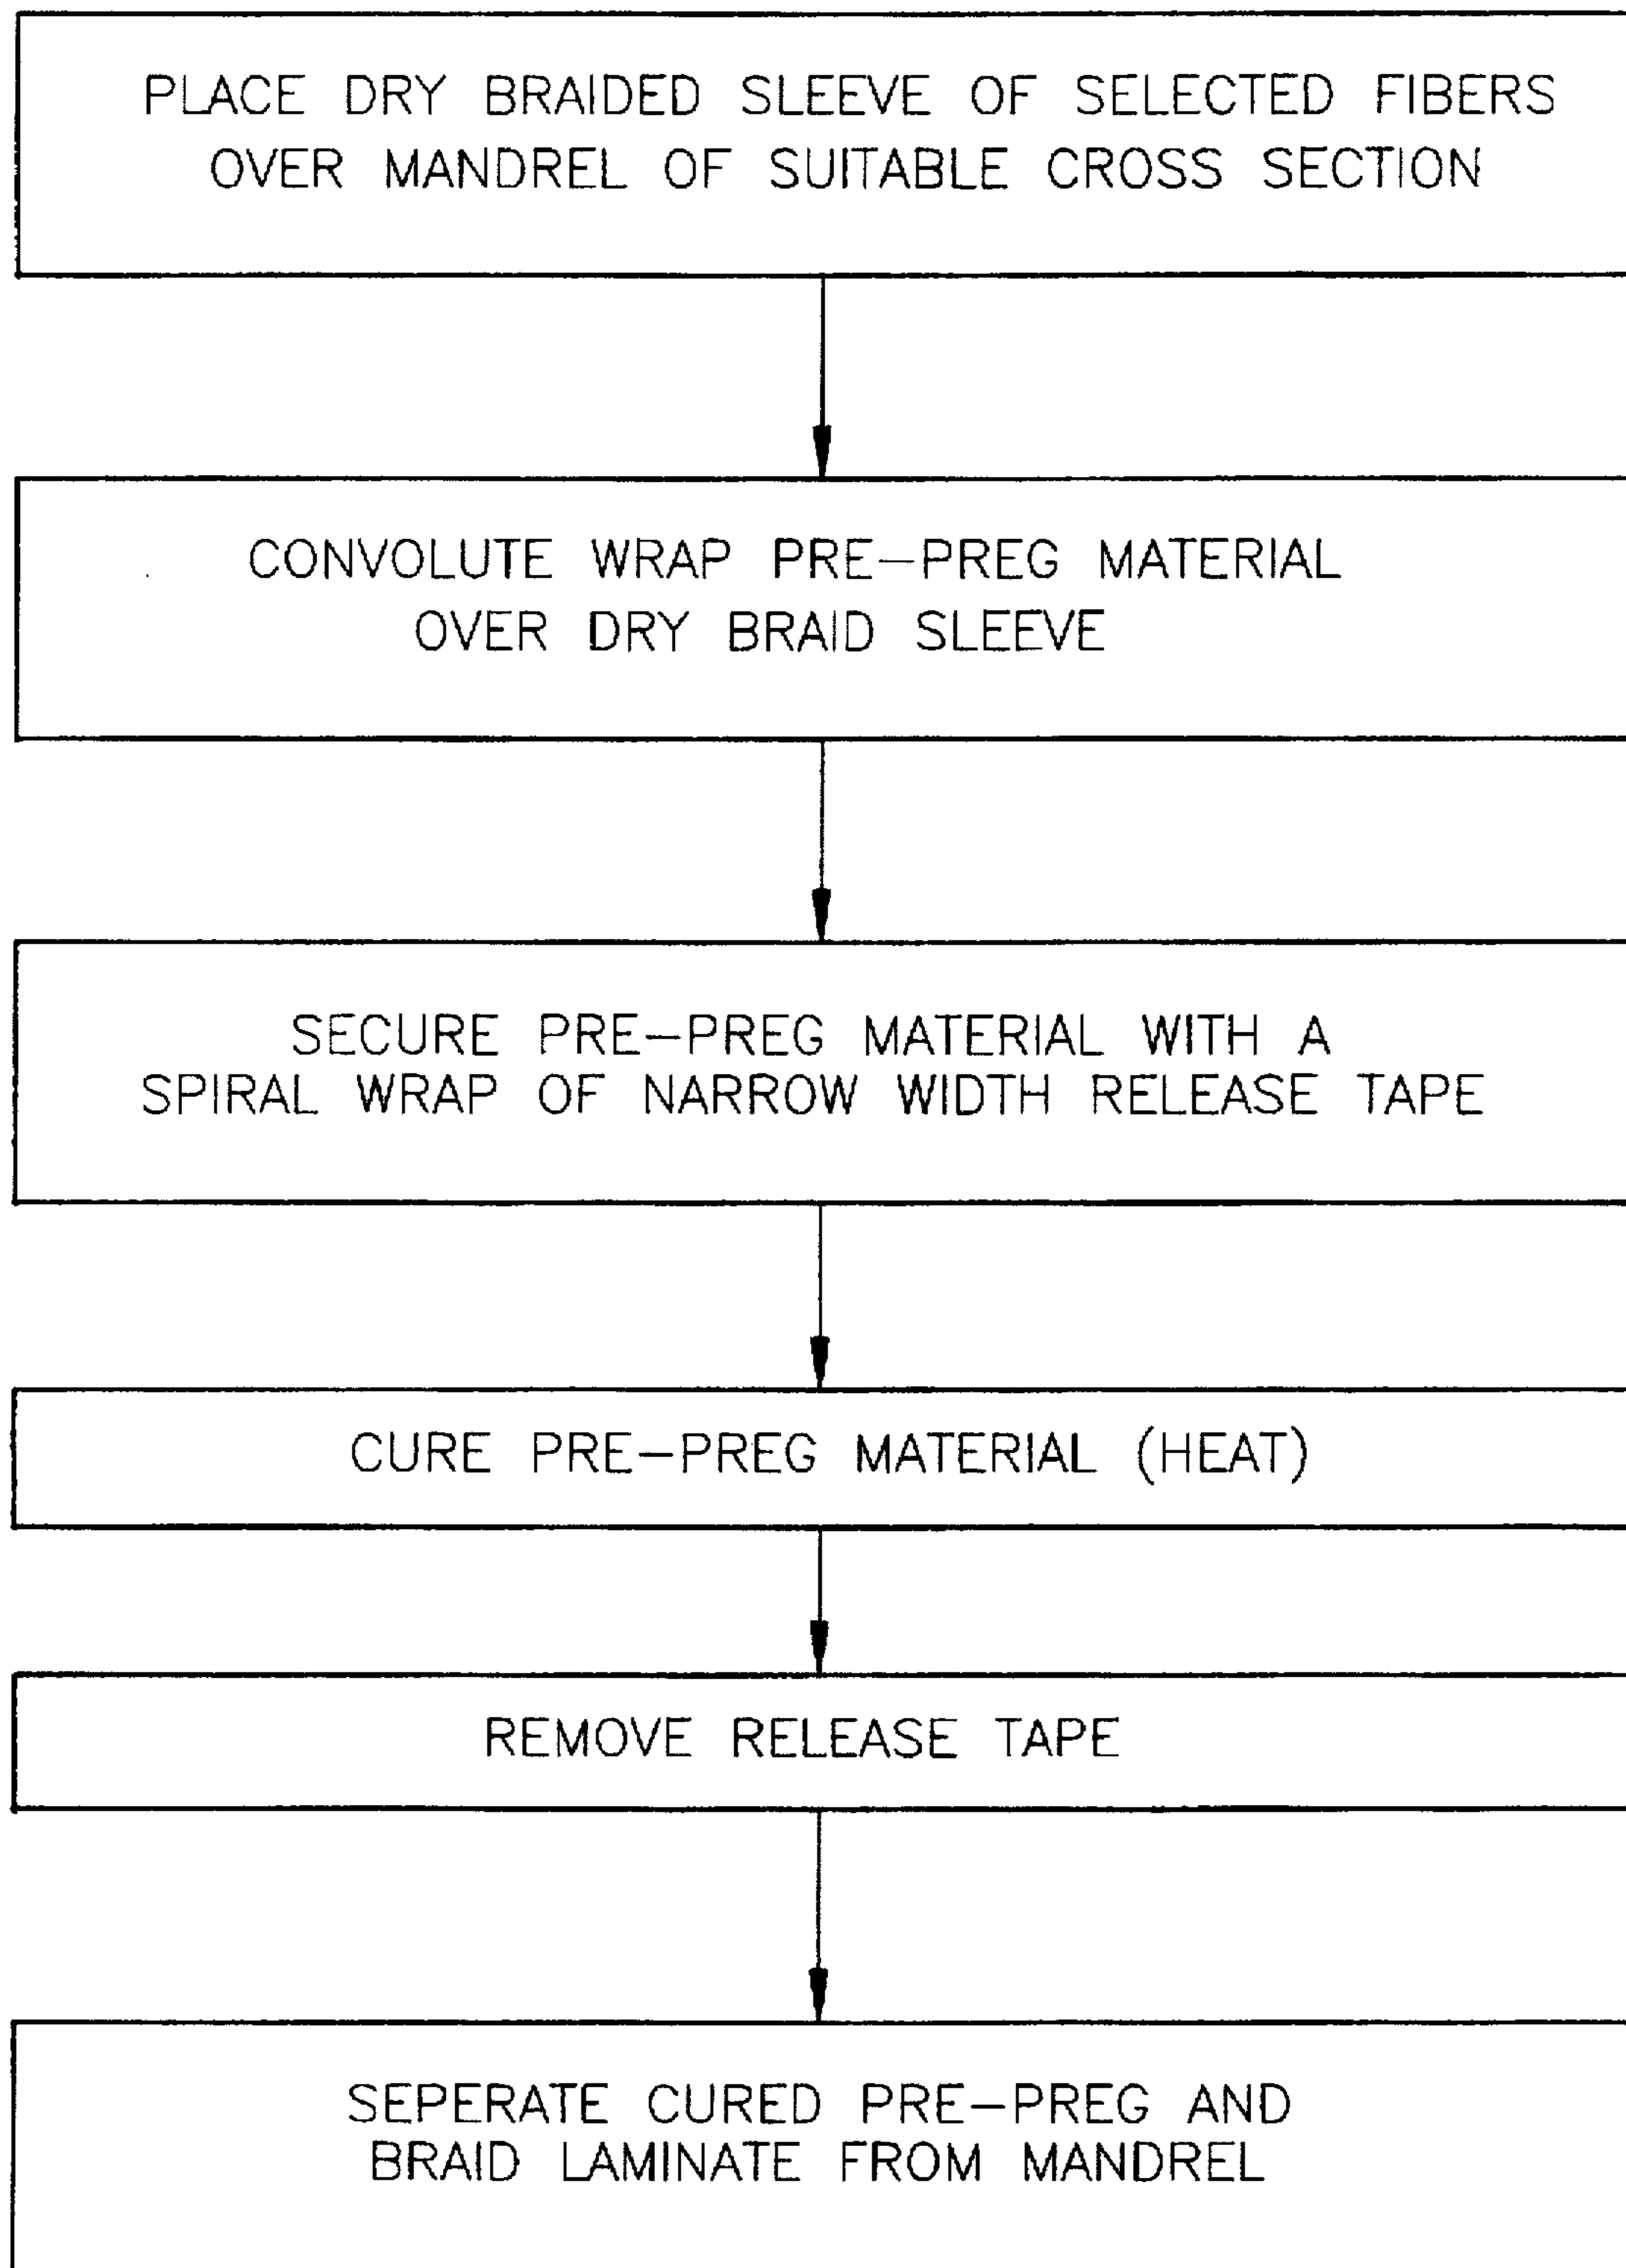 PLACE DRY BRAIDED SLEEVE OF SELECTED FIBERS
OVER MANDREL OF SUITABLE CROSS SECTION
CONVOLUTE WRAP PRE-PREG MATERIAL
OVER DRY BRAID SLEEVE
SECURE PRE-PREG MATERIAL WITH A
SPIRAL WRAP OF NARROW WIDTH RELEASE TAPE
CURE PRE-PREG MATERIAL (HEAT)
REMOVE RELEASE TAPE
SEPERATE CURED PRE-PREG AND
BRAID LAMINATE FROM MANDREL